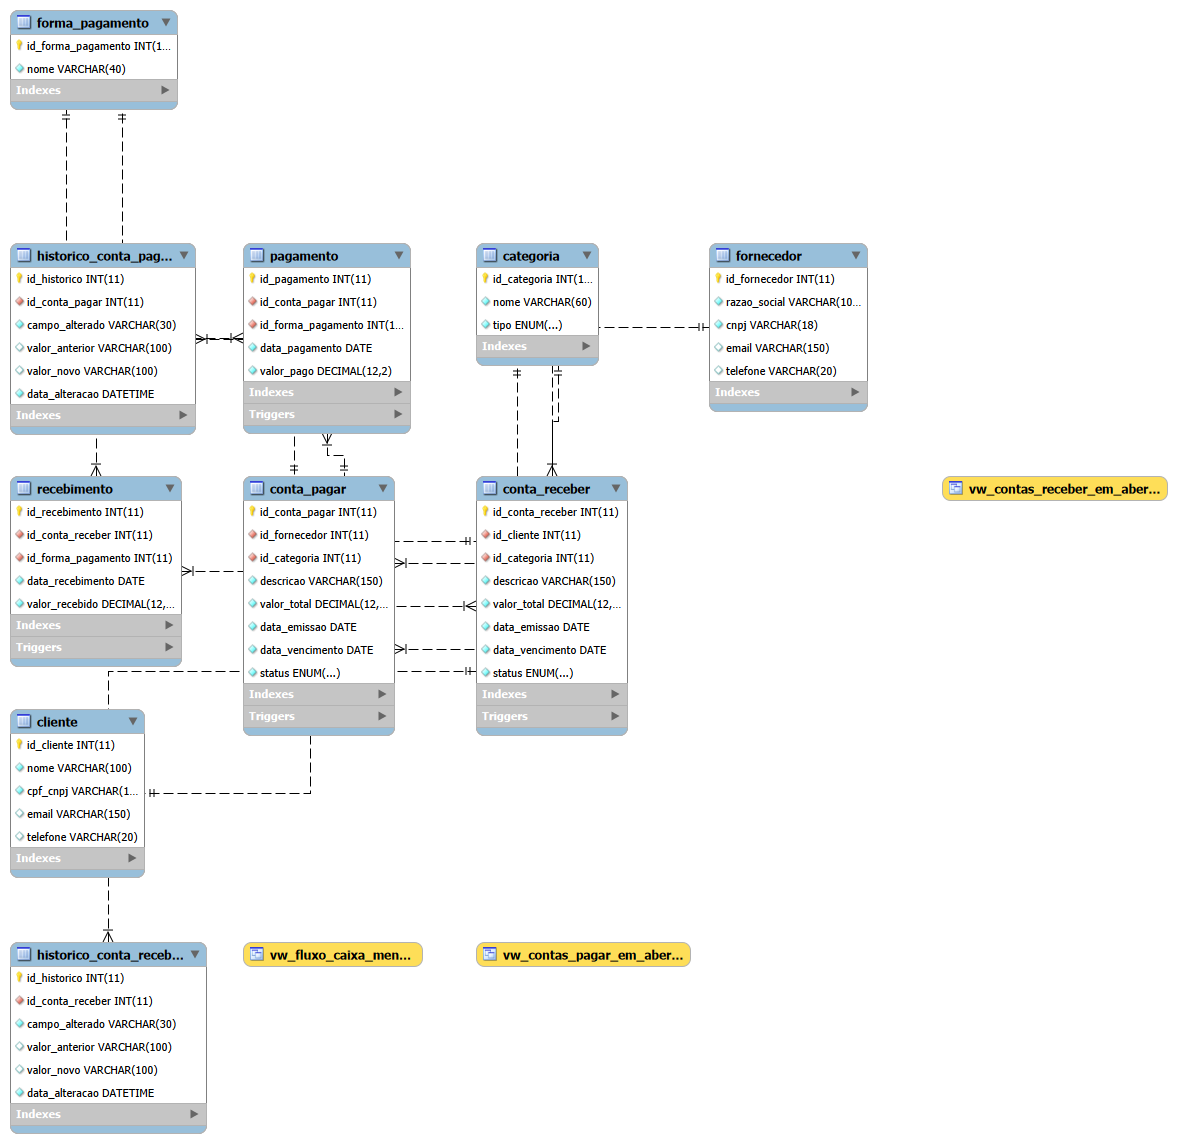 forma_pagamento
id_forma_pagamento INT(1...
nome VARCHAR(40)
Indexes
historico_conta_pag...
id_historico INT(11)
id_conta_pagar INT(11)
campo_alterado VARCHAR(30)
valor_anterior VARCHAR(100)
valor_novo VARCHAR(100)
data_alteracao DATETIME
Indexes
pagamento
id_pagamento INT(11)
id_conta_pagar INT(11)
id_forma_pagamento INT(1...
data_pagamento DATE
valor_pago DECIMAL(12,2)
Indexes
Triggers
categoria
id_categoria INT(1...
nome VARCHAR(60)
tipo ENUM(...)
Indexes
fornecedor
id_fornecedor INT(11)
razao_social VARCHAR(10...
cnpj VARCHAR(18)
email VARCHAR(150)
telefone VARCHAR(20)
Indexes
recebimento
id_recebimento INT(11)
id_conta_receber INT(11)
id_forma_pagamento INT(11)
data_recebimento DATE
valor_recebido DECIMAL(12,...
Indexes
Triggers
conta_pagar
id_conta_pagar INT(11)
id_fornecedor INT(11)
id_categoria INT(11)
descricao VARCHAR(150)
valor_total DECIMAL(12,...
data_emissao DATE
data_vencimento DATE
status ENUM(...)
Indexes
Triggers
conta_receber
id_conta_receber INT(11)
id_cliente INT(11)
id_categoria INT(11)
descricao VARCHAR(150)
valor_total DECIMAL(12,...
data_emissao DATE
data_vencimento DATE
status ENUM(...)
Indexes
Triggers
vw_contas_receber_em_aber...
cliente
id_cliente INT(11)
nome VARCHAR(100)
cpf_cnpj VARCHAR(1...
email VARCHAR(150)
telefone VARCHAR(20)
Indexes
historico_conta_receb...
id_historico INT(11)
id_conta_receber INT(11)
campo_alterado VARCHAR(30)
valor_anterior VARCHAR(100)
valor_novo VARCHAR(100)
data_alteracao DATETIME
Indexes
vw_fluxo_caixa_men...
vw_contas_pagar_em_aber...